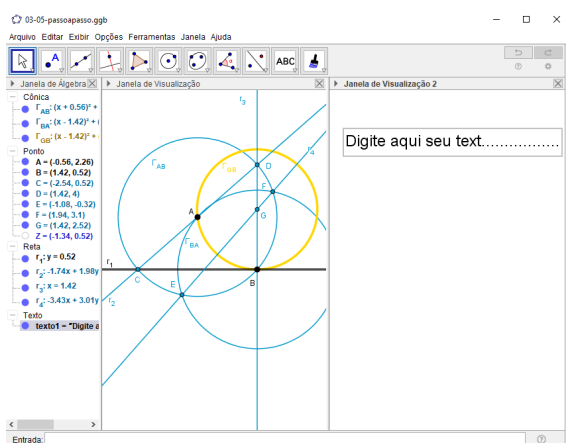 03-05-passoapasso.ggb
Arquivo Editar Exibir Opções Ferramentas Janela Ajuda
A
ABC
Janela de Álgebra
Janela de Visualização
Janela de Visualização 2
Cônica
Γ_AB: (x + 0.56)² +
Γ_BA: (x - 1.42)² + (
Γ_GB: (x - 1.42)² + (
Ponto
A = (-0.56, 2.26)
B = (1.42, 0.52)
C = (-2.54, 0.52)
D = (1.42, 4)
E = (-1.08, -0.32)
F = (1.94, 3.1)
G = (1.42, 2.52)
Z = (-1.34, 0.52)
Reta
r₁: y = 0.52
r₂: -1.74x + 1.98y
r₃: x = 1.42
r₄: -3.43x + 3.01y
Texto
texto1 = "Digite a
r₃
r₄
Γ_AB
Γ_GB
D
F
A
G
Γ_BA
r₁
C
E
B
r₂
Digite aqui seu text................
Entrada: